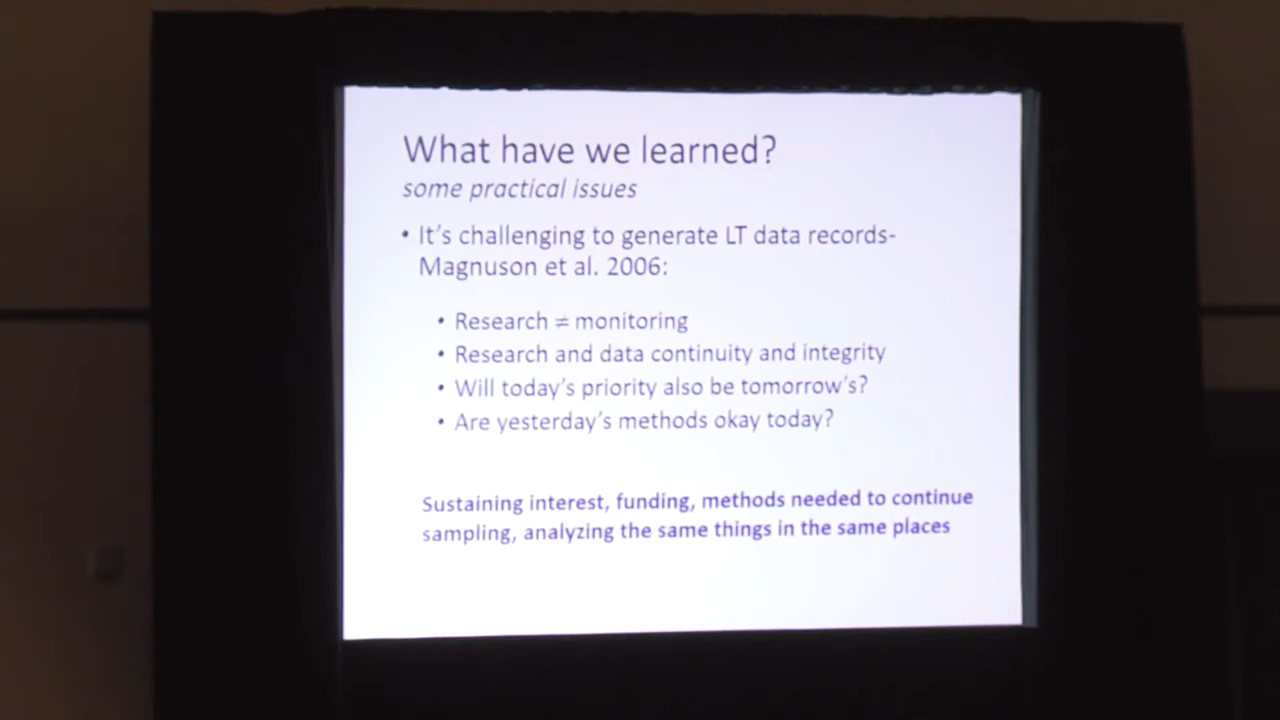 What have we learned?
some practical issues
• It's challenging to generate LT data records-
Magnuson et al. 2006:
• Research ≠ monitoring
• Research and data continuity and integrity
• Will today's priority also be tomorrow's?
• Are yesterday's methods okay today?
Sustaining interest, funding, methods needed to continue
sampling, analyzing the same things in the same places